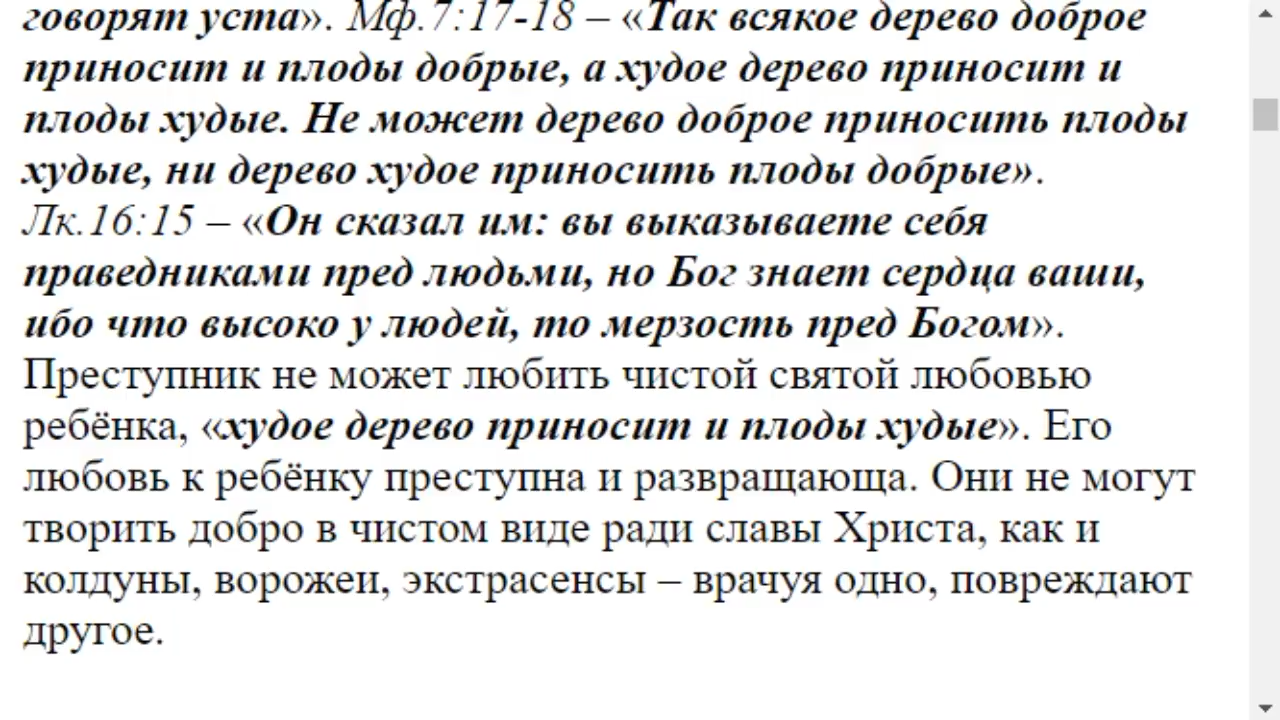 говорят уста». Мф.7:17-18 – «Так всякое дерево доброе
приносит и плоды добрые, а худое дерево приносит и
плоды худые. Не может дерево доброе приносить плоды
худые, ни дерево худое приносить плоды добрые».
Лк.16:15 – «Он сказал им: вы выказываете себя
праведниками пред людьми, но Бог знает сердца ваши,
ибо что высоко у людей, то мерзость пред Богом».
Преступник не может любить чистой святой любовью
ребёнка, «худое дерево приносит и плоды худые». Его
любовь к ребёнку преступна и развращающа. Они не могут
творить добро в чистом виде ради славы Христа, как и
колдуны, ворожеи, экстрасенсы – врачуя одно, повреждают
другое.